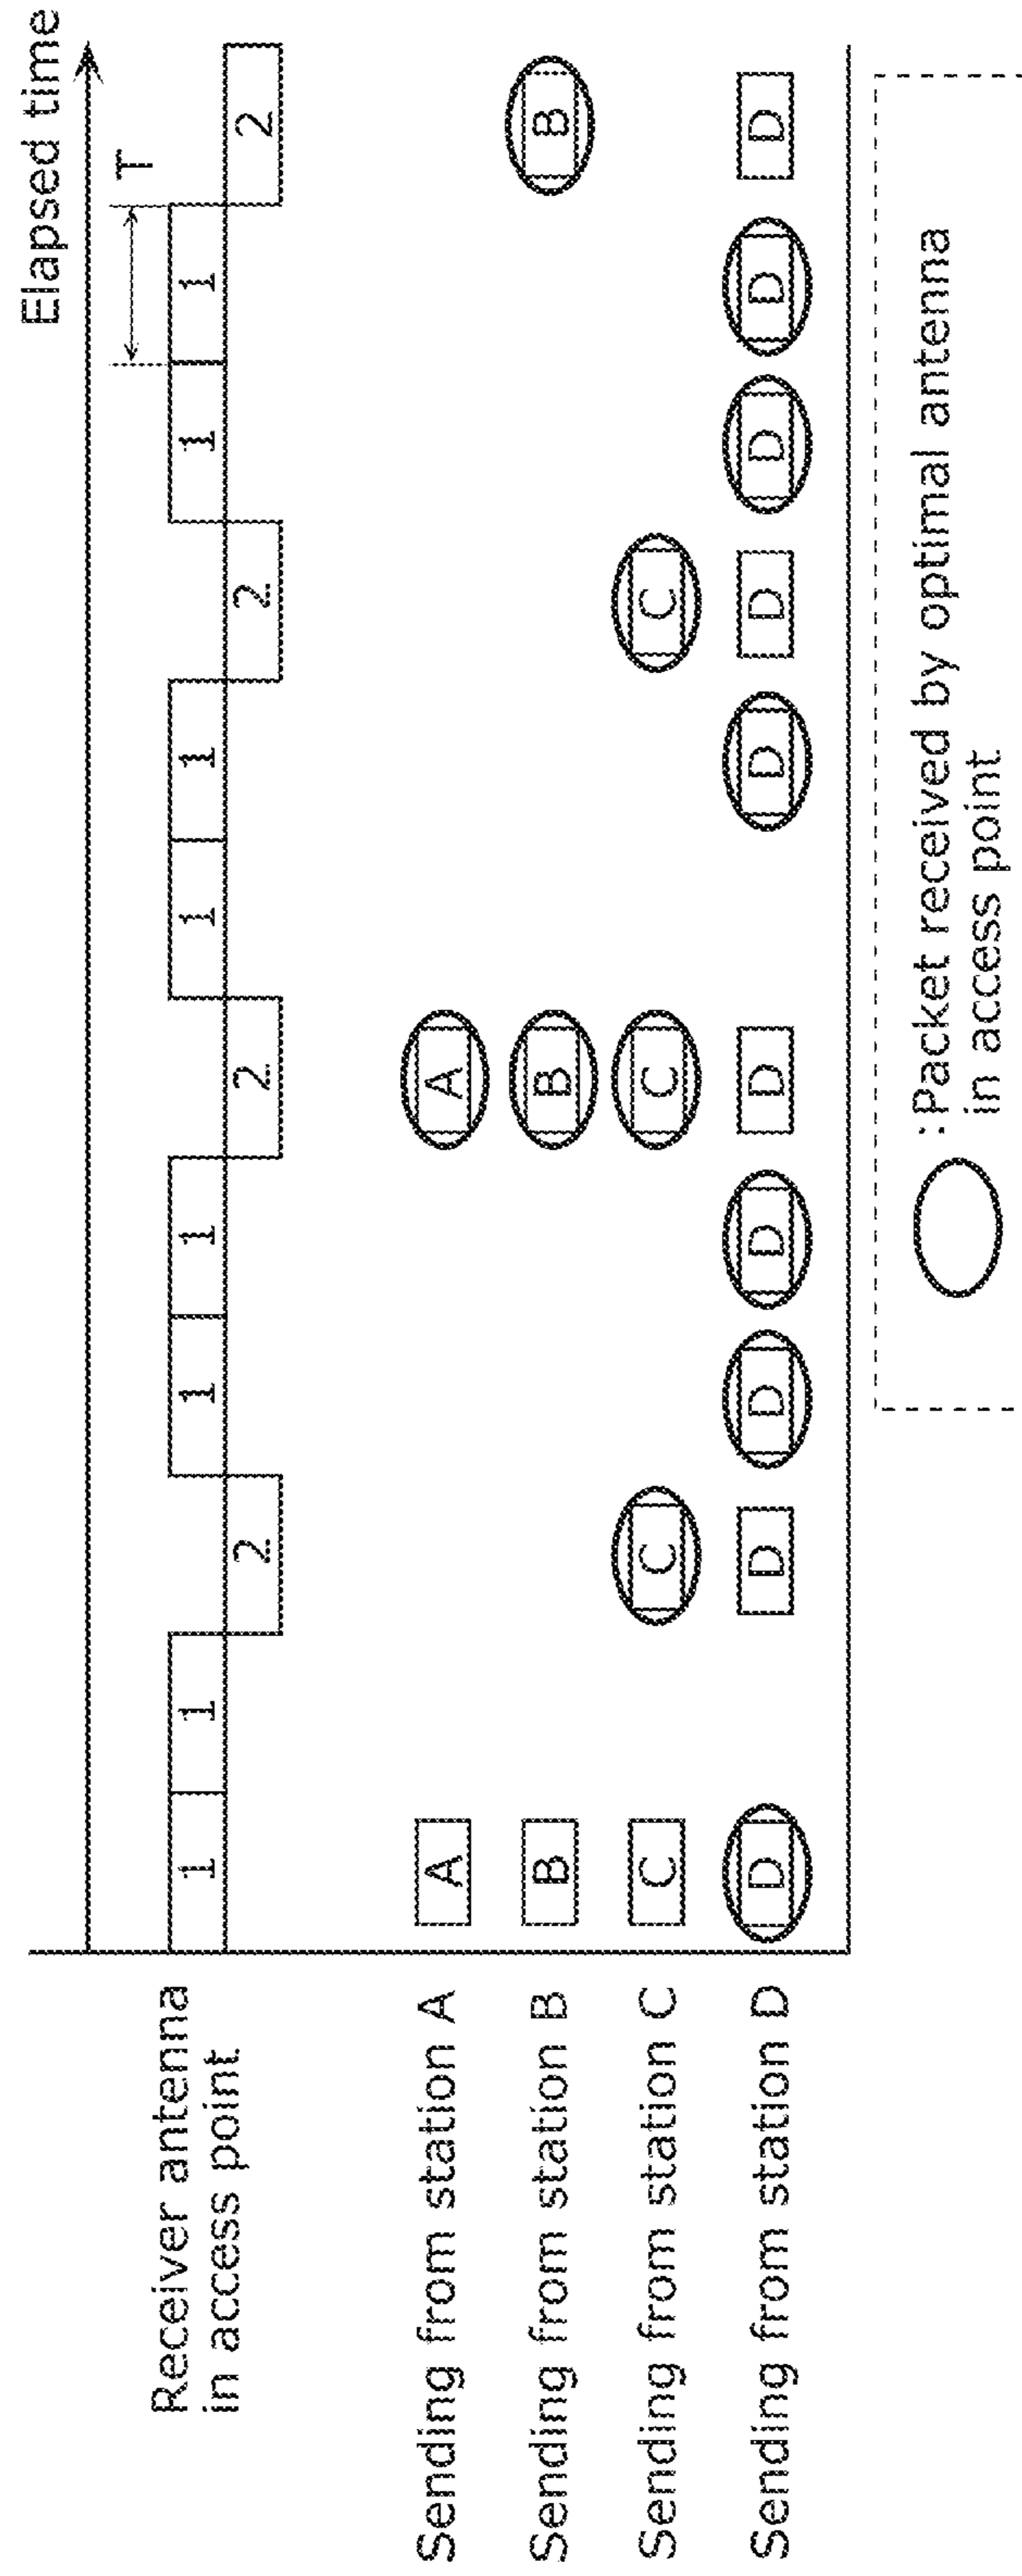 Elapsed time
T
Receiver antenna
in access point
1 1 2 1 1 2 1 1 2 1 1 2
Sending from station A
A A
Sending from station B
B B B
Sending from station C
C C C C
Sending from station D
D D D D D D D D D D
:Packet received by optimal antenna
in access point